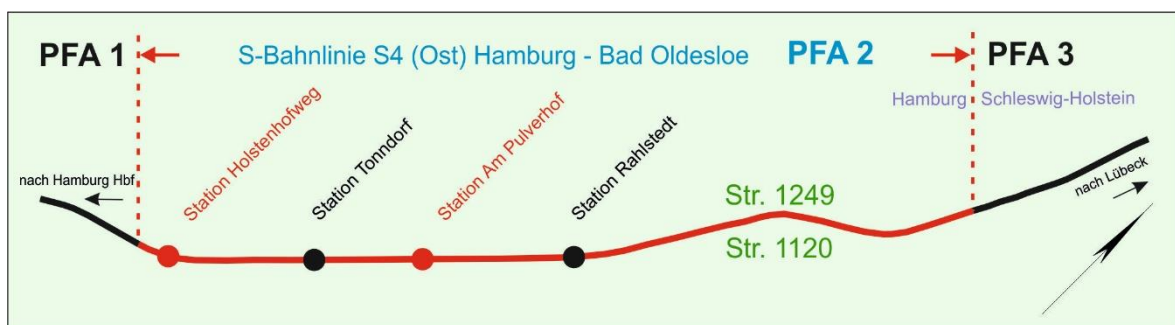 PFA 1
S-Bahnlinie S4 (Ost) Hamburg - Bad Oldesloe
PFA 2
PFA 3
Hamburg
Schleswig-Holstein
nach Hamburg Hbf
Station Holstenhofweg
Station Tonndorf
Station Am Pulverhof
Station Rahlstedt
Str. 1249
Str. 1120
nach Lübeck